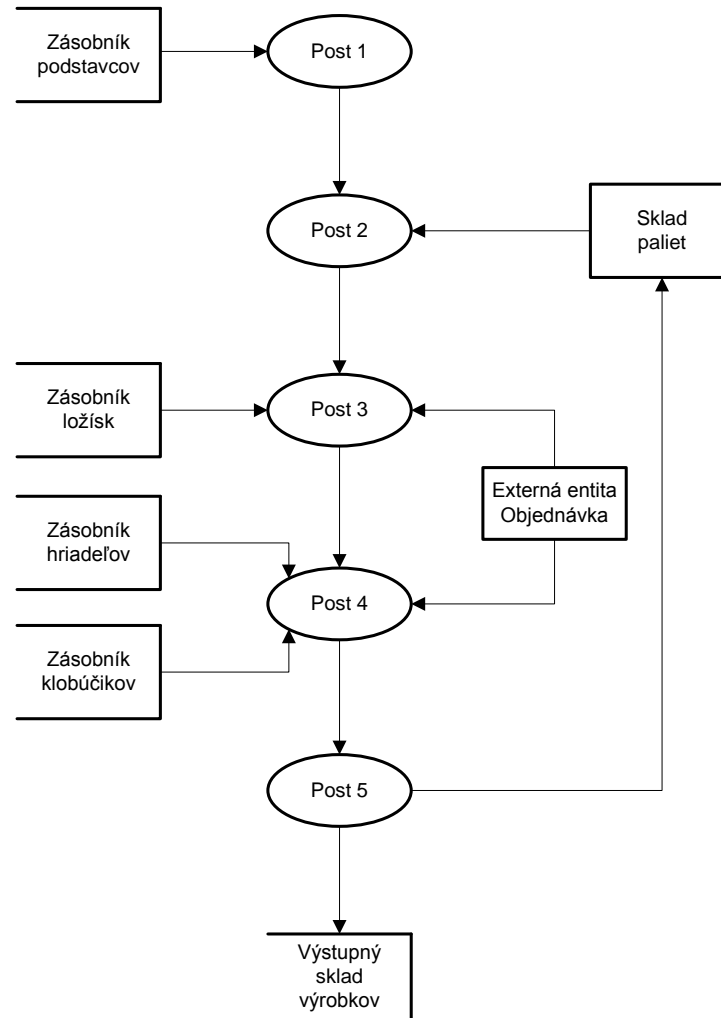 Zásobník
podstavcov
Post 1
Post 2
Sklad
paliet
Zásobník
ložísk
Post 3
Externá entita
Objednávka
Zásobník
hriadeľov
Post 4
Zásobník
klobúčikov
Post 5
Výstupný
sklad
výrobkov